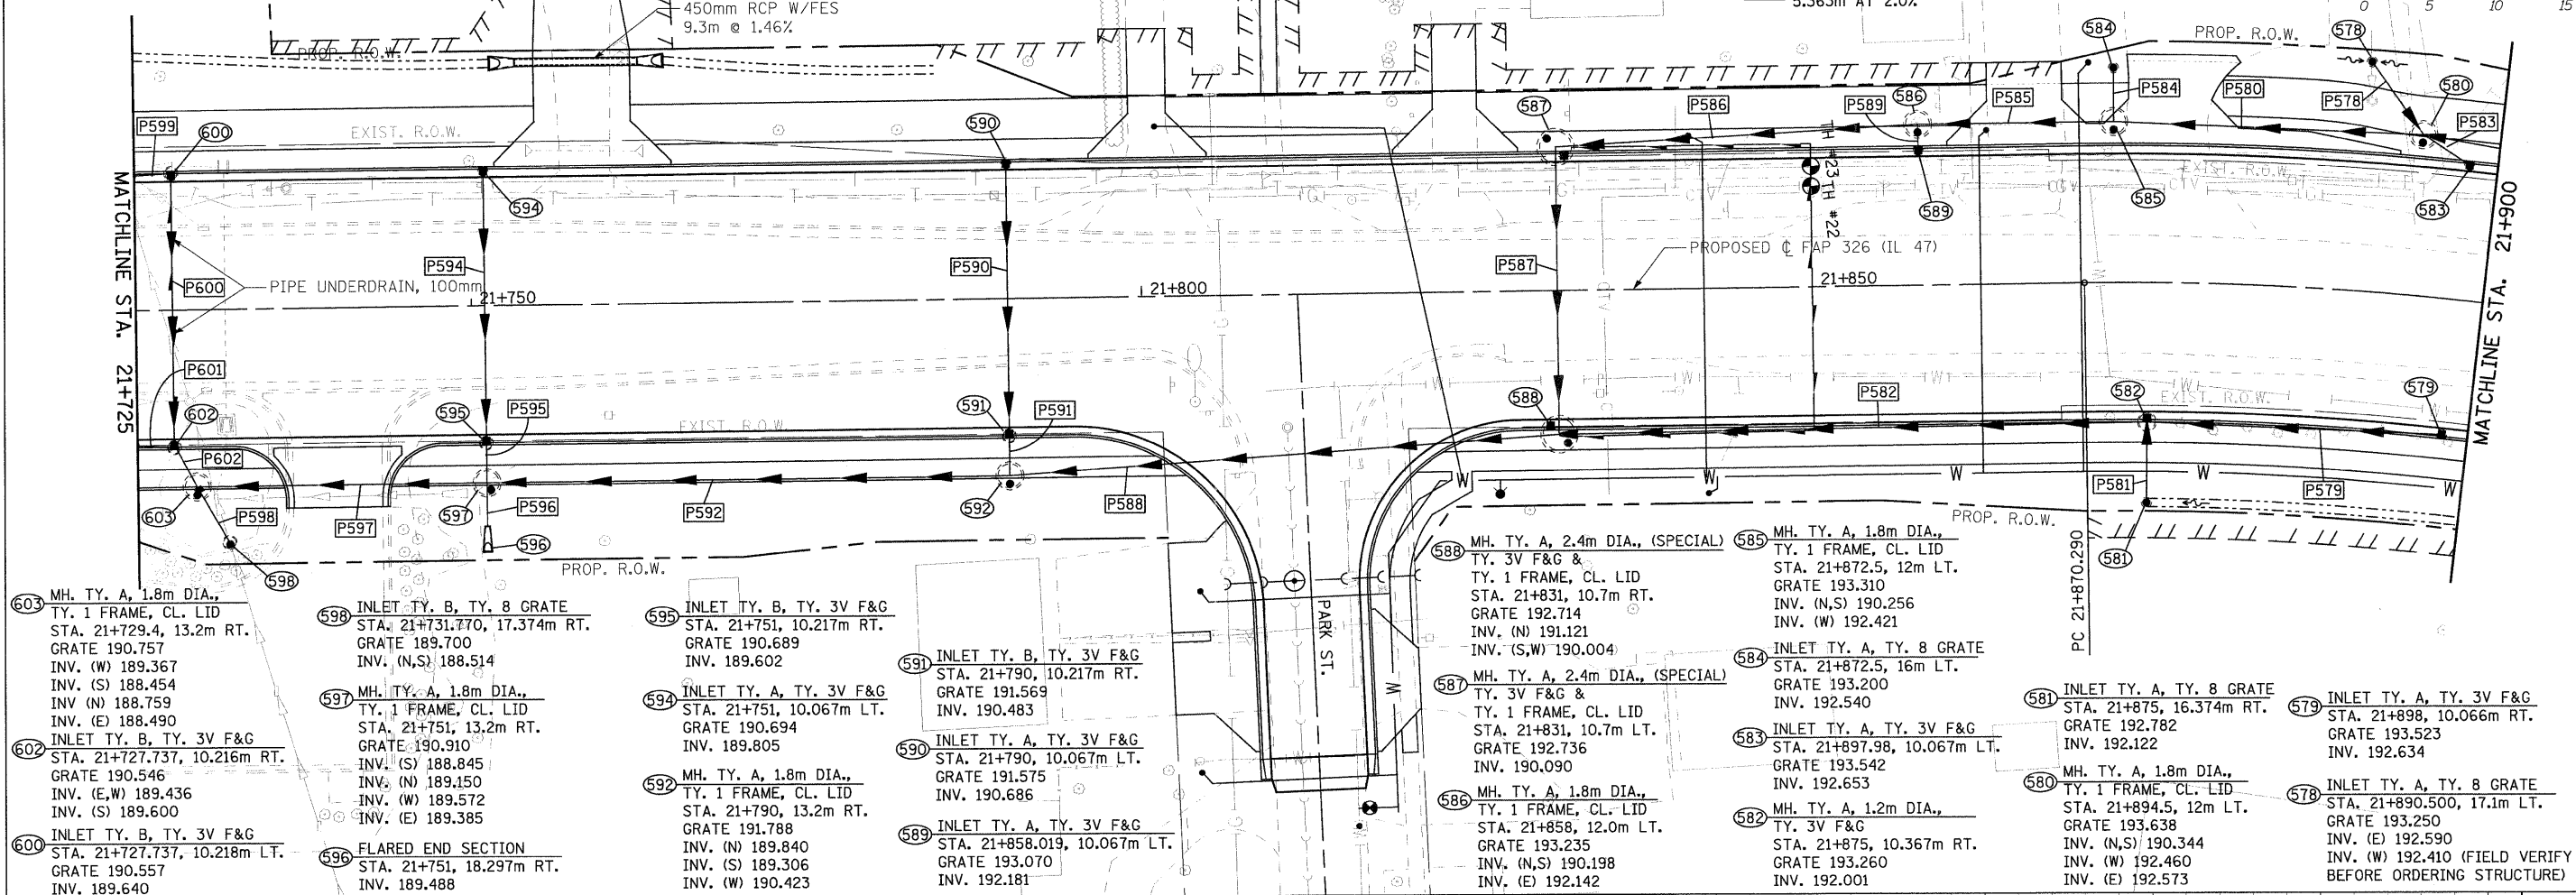 450mm RCP W/FES
9.3m @ 1.46%
5.363m AT 2.0%
0 5 10 15
PROP. R.O.W.
PROP. R.O.W.
578
584
P599
600
EXIST. R.O.W.
590
587
P586
P589
586
P585
P584
P580
P578
580
P583
594
TH #23
TH #22
589
585
EXIST. R.O.W.
583
MATCHLINE STA. 21+725
MATCHLINE STA. 21+900
P594
P590
P587
PROPOSED ℄ FAP 326 (IL 47)
P600
PIPE UNDERDRAIN, 100mm
21+750
21+800
21+850
CTV
CTV
P601
602
595
P595
EXIST. R.O.W.
591
P591
588
P582
582
EXIST. R.O.W.
579
W
W
W
W
W
P602
603
P598
P597
597
P596
P592
592
P588
P581
P579
596
598
PROP. R.O.W.
PROP. R.O.W.
581
PC 21+870.290
PARK ST.
W
603 MH. TY. A, 1.8m DIA.,
TY. 1 FRAME, CL. LID
STA. 21+729.4, 13.2m RT.
GRATE 190.757
INV. (W) 189.367
INV. (S) 188.454
INV (N) 188.759
INV. (E) 188.490
602 INLET TY. B, TY. 3V F&G
STA. 21+727.737, 10.216m RT.
GRATE 190.546
INV. (E,W) 189.436
INV. (S) 189.600
600 INLET TY. B, TY. 3V F&G
STA. 21+727.737, 10.218m LT.
GRATE 190.557
INV. 189.640
598 INLET TY. B, TY. 8 GRATE
STA. 21+731.770, 17.374m RT.
GRATE 189.700
INV. (N,S) 188.514
597 MH. TY. A, 1.8m DIA.,
TY. 1 FRAME, CL. LID
STA. 21+751, 13.2m RT.
GRATE 190.910
INV. (S) 188.845
INV. (N) 189.150
INV. (W) 189.572
INV. (E) 189.385
596 FLARED END SECTION
STA. 21+751, 18.297m RT.
INV. 189.488
595 INLET TY. B, TY. 3V F&G
STA. 21+751, 10.217m RT.
GRATE 190.689
INV. 189.602
594 INLET TY. A, TY. 3V F&G
STA. 21+751, 10.067m LT.
GRATE 190.694
INV. 189.805
592 MH. TY. A, 1.8m DIA.,
TY. 1 FRAME, CL. LID
STA. 21+790, 13.2m RT.
GRATE 191.788
INV. (N) 189.840
INV. (S) 189.306
INV. (W) 190.423
591 INLET TY. B, TY. 3V F&G
STA. 21+790, 10.217m RT.
GRATE 191.569
INV. 190.483
590 INLET TY. A, TY. 3V F&G
STA. 21+790, 10.067m LT.
GRATE 191.575
INV. 190.686
589 INLET TY. A, TY. 3V F&G
STA. 21+858.019, 10.067m LT.
GRATE 193.070
INV. 192.181
588 MH. TY. A, 2.4m DIA., (SPECIAL)
TY. 3V F&G &
TY. 1 FRAME, CL. LID
STA. 21+831, 10.7m RT.
GRATE 192.714
INV. (N) 191.121
INV. (S,W) 190.004
587 MH. TY. A, 2.4m DIA., (SPECIAL)
TY. 3V F&G &
TY. 1 FRAME, CL. LID
STA. 21+831, 10.7m LT.
GRATE 192.736
INV. 190.090
586 MH. TY. A, 1.8m DIA.,
TY. 1 FRAME, CL. LID
STA. 21+858, 12.0m LT.
GRATE 193.235
INV. (N,S) 190.198
INV. (E) 192.142
585 MH. TY. A, 1.8m DIA.,
TY. 1 FRAME, CL. LID
STA. 21+872.5, 12m LT.
GRATE 193.310
INV. (N,S) 190.256
INV. (W) 192.421
584 INLET TY. A, TY. 8 GRATE
STA. 21+872.5, 16m LT.
GRATE 193.200
INV. 192.540
583 INLET TY. A, TY. 3V F&G
STA. 21+897.98, 10.067m LT.
GRATE 193.542
INV. 192.653
582 MH. TY. A, 1.2m DIA.,
TY. 3V F&G
STA. 21+875, 10.367m RT.
GRATE 193.260
INV. 192.001
581 INLET TY. A, TY. 8 GRATE
STA. 21+875, 16.374m RT.
GRATE 192.782
INV. 192.122
580 MH. TY. A, 1.8m DIA.,
TY. 1 FRAME, CL. LID
STA. 21+894.5, 12m LT.
GRATE 193.638
INV. (N,S) 190.344
INV. (W) 192.460
INV. (E) 192.573
579 INLET TY. A, TY. 3V F&G
STA. 21+898, 10.066m RT.
GRATE 193.523
INV. 192.634
578 INLET TY. A, TY. 8 GRATE
STA. 21+890.500, 17.1m LT.
GRATE 193.250
INV. (E) 192.590
INV. (W) 192.410 (FIELD VERIFY
BEFORE ORDERING STRUCTURE)